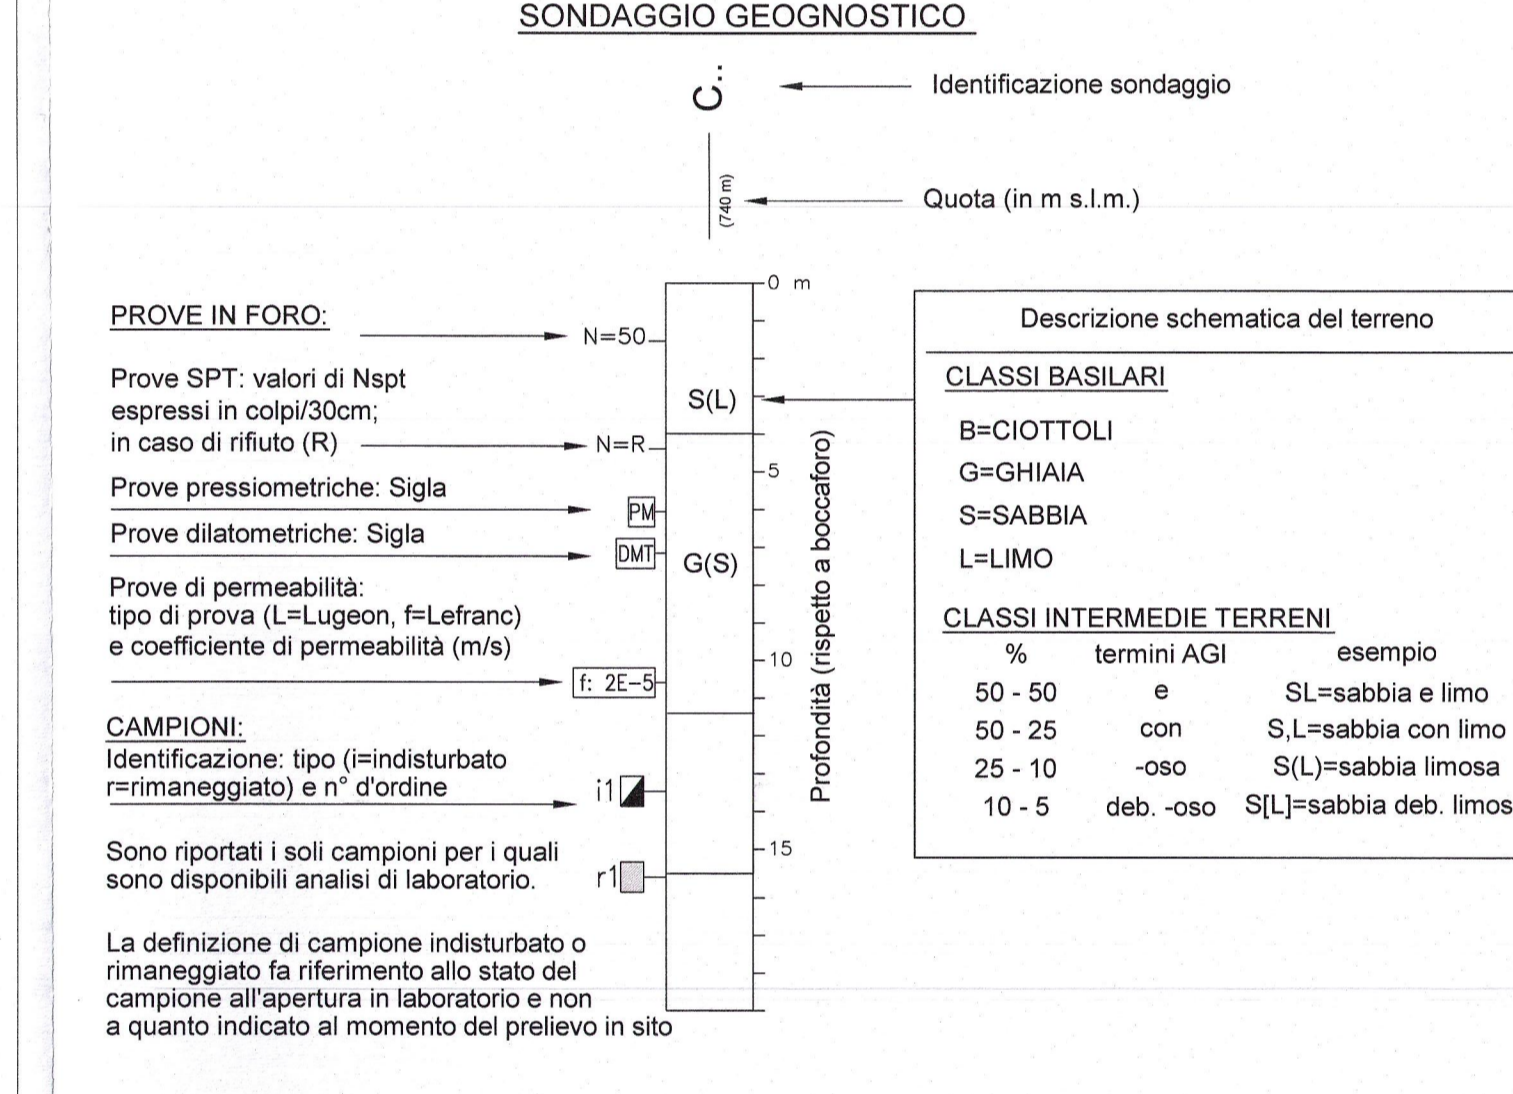 SONDAGGIO GEOGNOSTICO
C..
Identificazione sondaggio
(740 m)
Quota (in m s.l.m.)
PROVE IN FORO:
N=50
Prove SPT: valori di Nspt
espressi in colpi/30cm;
in caso di rifiuto (R)
N=R
Prove pressiometriche: Sigla
PM
Prove dilatometriche: Sigla
DMT
Prove di permeabilità:
tipo di prova (L=Lugeon, f=Lefranc)
e coefficiente di permeabilità (m/s)
f: 2E-5
CAMPIONI:
Identificazione: tipo (i=indisturbato
r=rimaneggiato) e n° d'ordine
i1
Sono riportati i soli campioni per i quali
sono disponibili analisi di laboratorio.
r1
La definizione di campione indisturbato o
rimaneggiato fa riferimento allo stato del
campione all'apertura in laboratorio e non
a quanto indicato al momento del prelievo in sito
S(L)
G(S)
0 m
5
10
15
Profondità (rispetto a boccaforo)
Descrizione schematica del terreno
CLASSI BASILARI
B=CIOTTOLI
G=GHIAIA
S=SABBIA
L=LIMO
CLASSI INTERMEDIE TERRENI
% termini AGI esempio
50 - 50 e SL=sabbia e limo
50 - 25 con S,L=sabbia con limo
25 - 10 -oso S(L)=sabbia limosa
10 - 5 deb. -oso S[L]=sabbia deb. limos